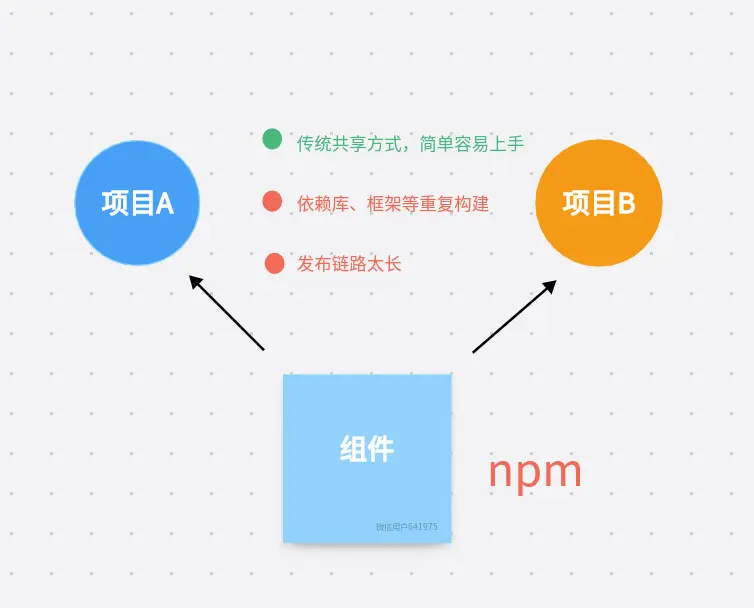 传统共享方式，简单容易上手
项目A
项目B
依赖库、框架等重复构建
发布链路太长
组件
npm
微信用户641975